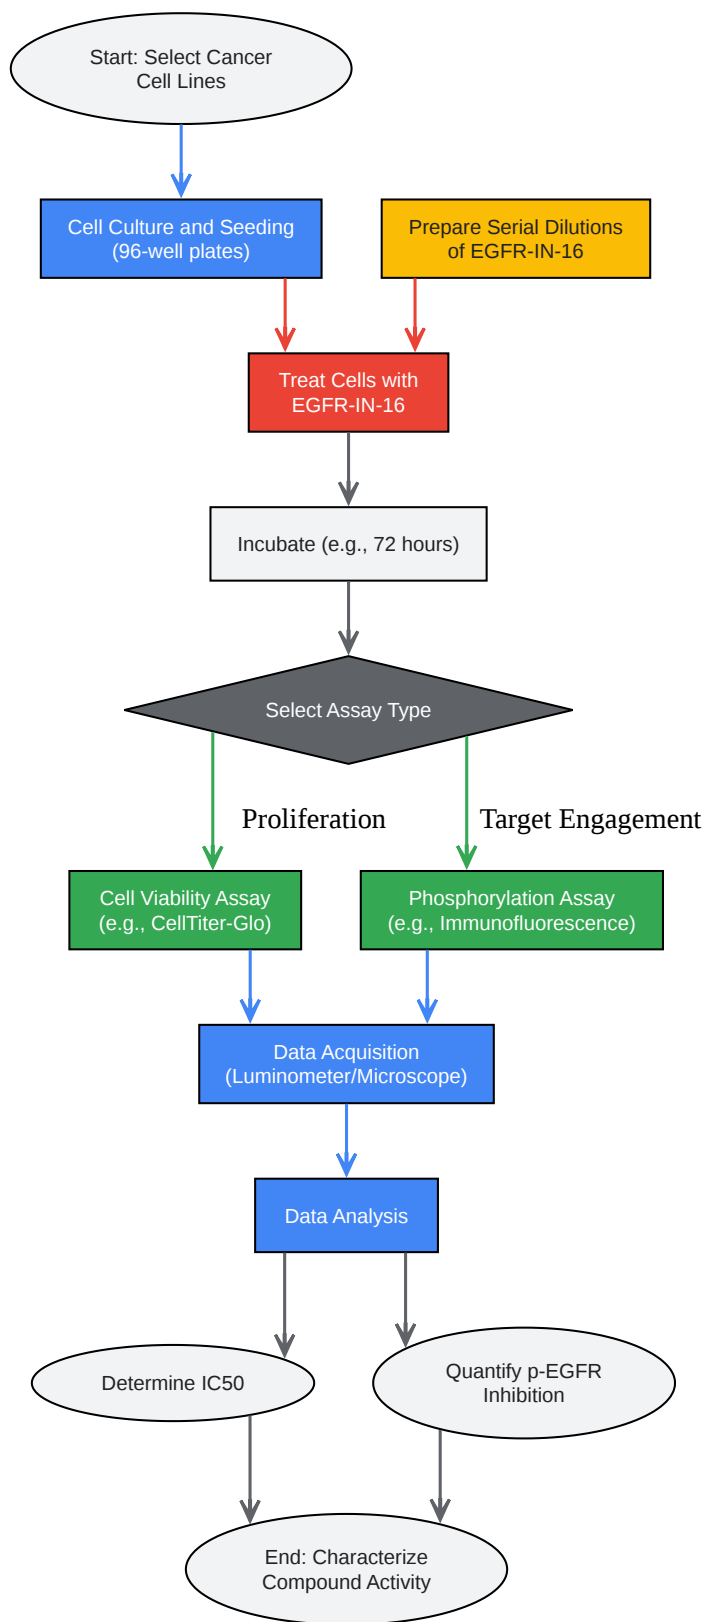 Start: Select Cancer
Cell Lines
Cell Culture and Seeding
(96-well plates)
Prepare Serial Dilutions
of EGFR-IN-16
Treat Cells with
EGFR-IN-16
Incubate (e.g., 72 hours)
Select Assay Type
Proliferation
Target Engagement
Cell Viability Assay
(e.g., CellTiter-Glo)
Phosphorylation Assay
(e.g., Immunofluorescence)
Data Acquisition
(Luminometer/Microscope)
Data Analysis
Determine IC50
Quantify p-EGFR
Inhibition
End: Characterize
Compound Activity